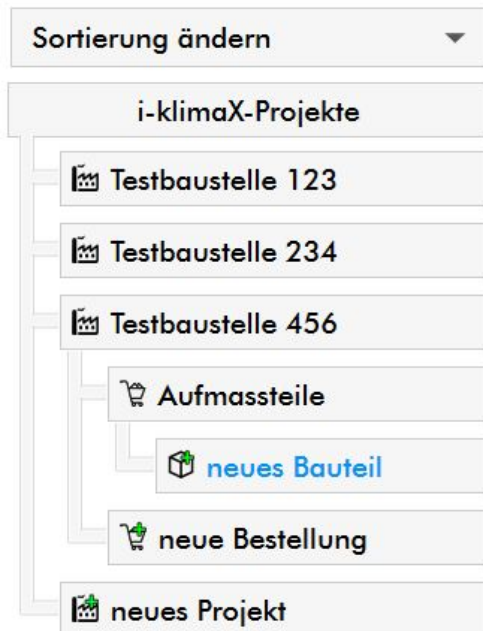 Sortierung ändern
i-klimaX-Projekte
Testbaustelle 123
Testbaustelle 234
Testbaustelle 456
Aufmassteile
neues Bauteil
neue Bestellung
neues Projekt